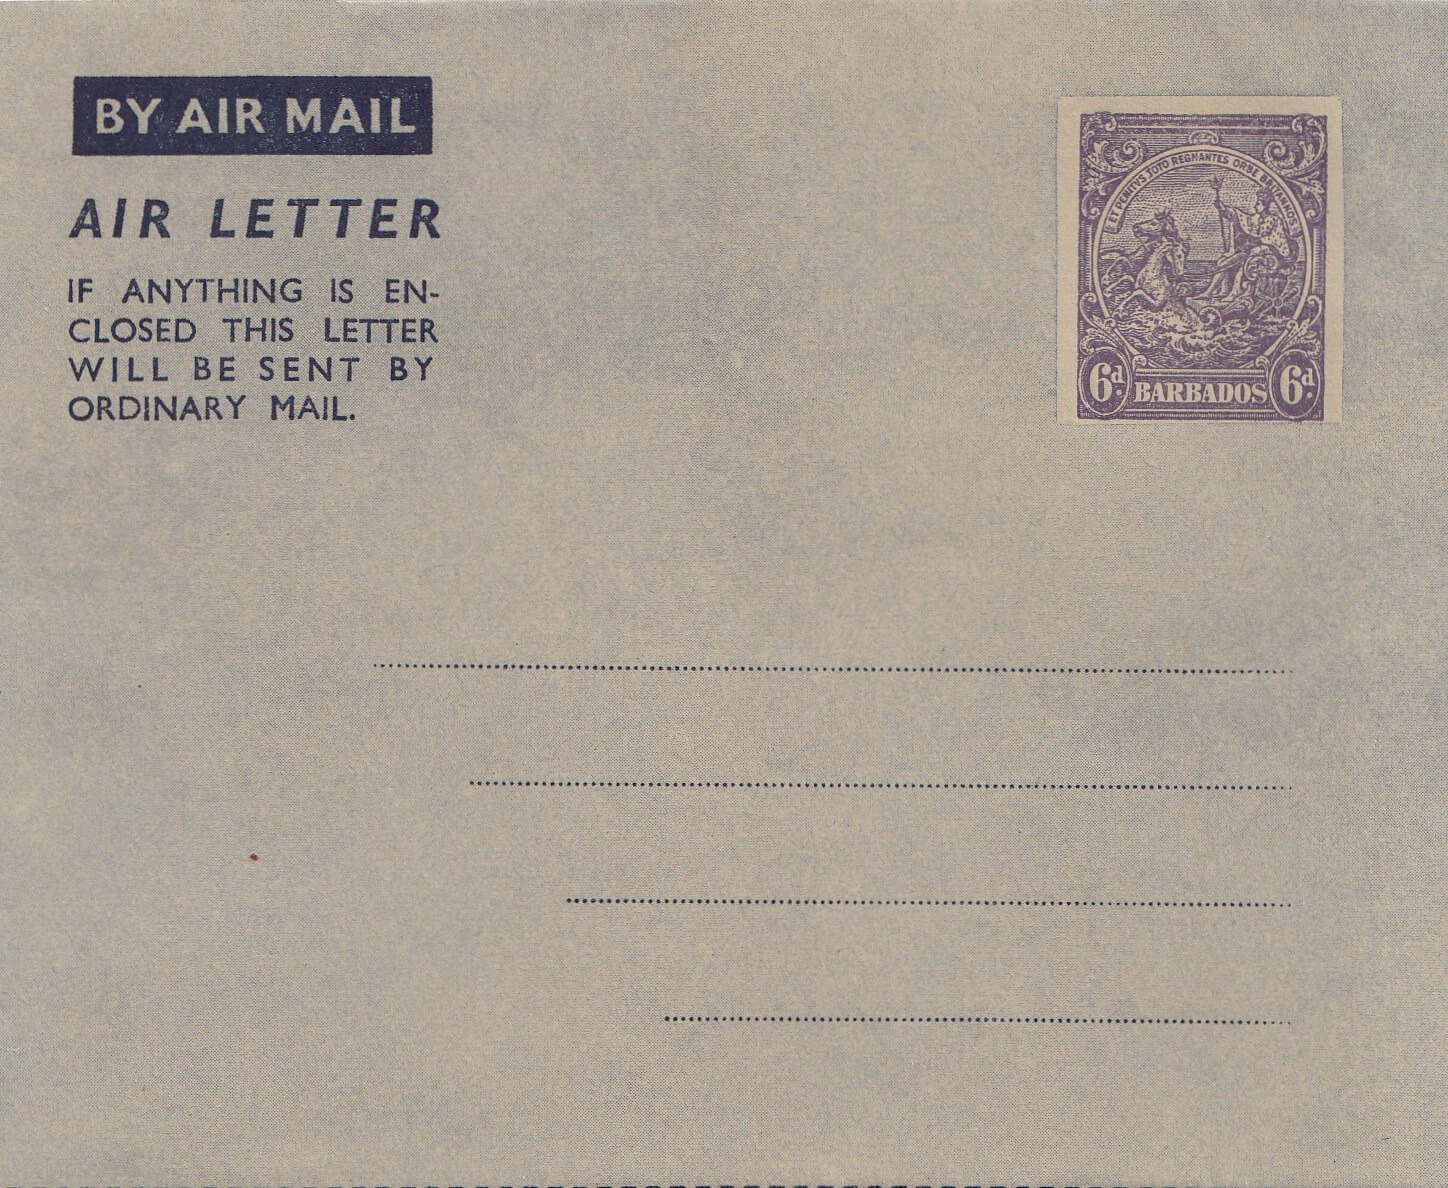 BY AIR MAIL
AIR LETTER
IF ANYTHING IS EN-
CLOSED THIS LETTER
WILL BE SENT BY
ORDINARY MAIL.
ET PENITVS TOTO REGNANTES ORBE BRITANNOS
6d. BARBADOS 6d.